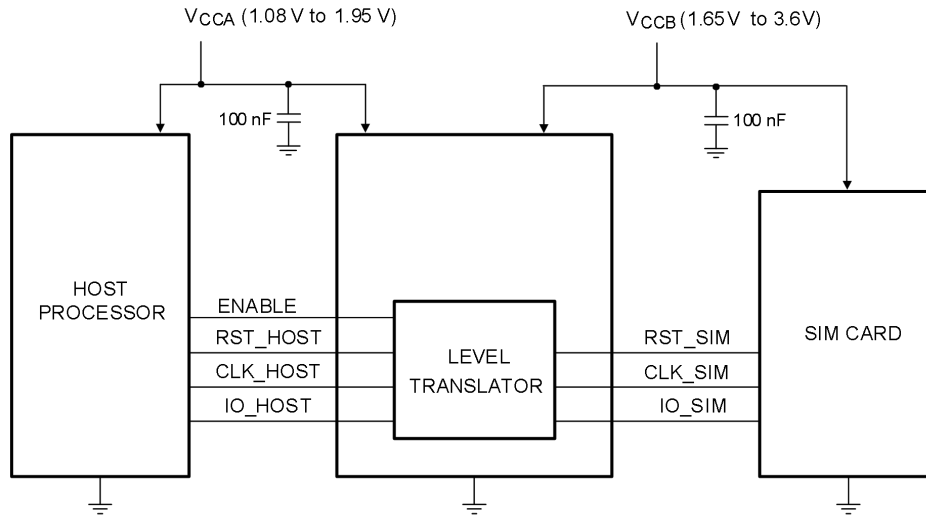 VCCA (1.08 V to 1.95 V)
VCCB (1.65 V to 3.6V)
100 nF
100 nF
HOST
PROCESSOR
ENABLE
RST_HOST
CLK_HOST
IO_HOST
LEVEL
TRANSLATOR
RST_SIM
CLK_SIM
IO_SIM
SIM CARD